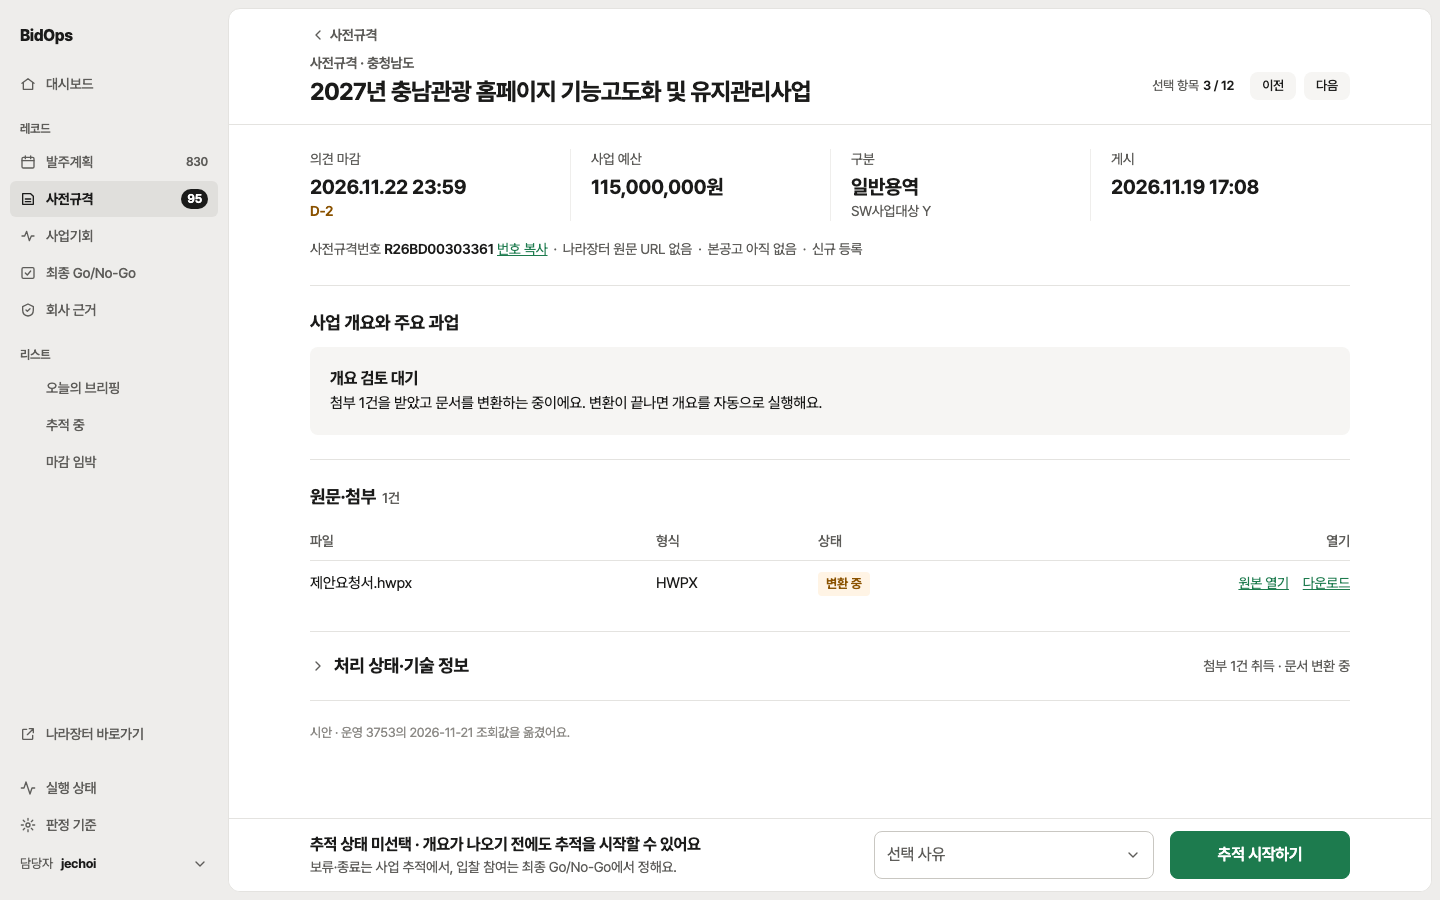 BidOps
대시보드
레코드
발주계획 830
사전규격 95
사업기회
최종 Go/No-Go
회사 근거
리스트
오늘의 브리핑
추적 중
마감 임박
나라장터 바로가기
실행 상태
판정 기준
담당자 jechoi
사전규격
사전규격 · 충청남도
2027년 충남관광 홈페이지 기능고도화 및 유지관리사업
선택 항목 3 / 12 이전 다음
의견 마감 사업 예산 구분 게시
2026.11.22 23:59 115,000,000원 일반용역 2026.11.19 17:08
D-2 SW사업대상 Y
사전규격번호 R26BD00303361 번호 복사 · 나라장터 원문 URL 없음 · 본공고 아직 없음 · 신규 등록
사업 개요와 주요 과업
개요 검토 대기
첨부 1건을 받았고 문서를 변환하는 중이에요. 변환이 끝나면 개요를 자동으로 실행해요.
원문·첨부 1건
파일 형식 상태 열기
제안요청서.hwpx HWPX 변환 중 원본 열기 다운로드
처리 상태·기술 정보 첨부 1건 취득 · 문서 변환 중
시안 · 운영 3753의 2026-11-21 조회값을 옮겼어요.
추적 상태 미선택 · 개요가 나오기 전에도 추적을 시작할 수 있어요
보류·종료는 사업 추적에서, 입찰 참여는 최종 Go/No-Go에서 정해요.
선택 사유
추적 시작하기